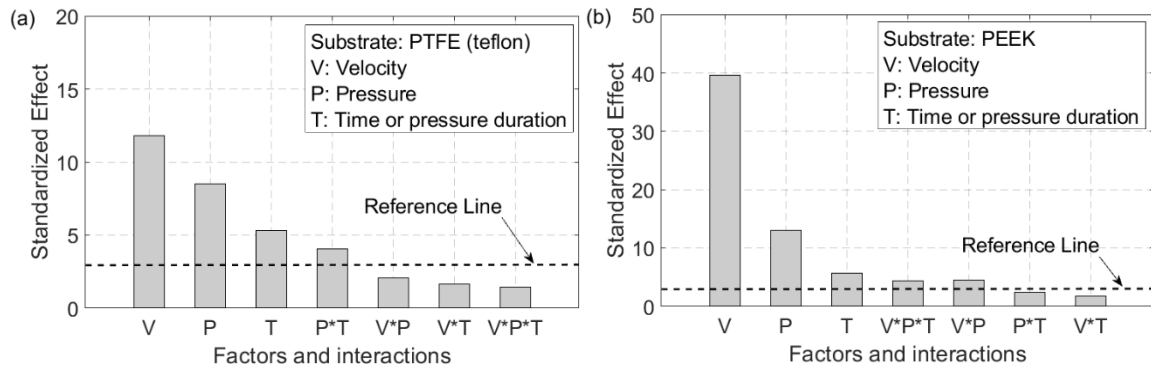 (a)
20
15
10
5
0
Standardized Effect
Substrate: PTFE (teflon)
V: Velocity
P: Pressure
T: Time or pressure duration
Reference Line
V P T P*T V*P V*T V*P*T
Factors and interactions
(b)
50
40
30
20
10
0
Standardized Effect
Substrate: PEEK
V: Velocity
P: Pressure
T: Time or pressure duration
Reference Line
V P T V*P*T V*P P*T V*T
Factors and interactions